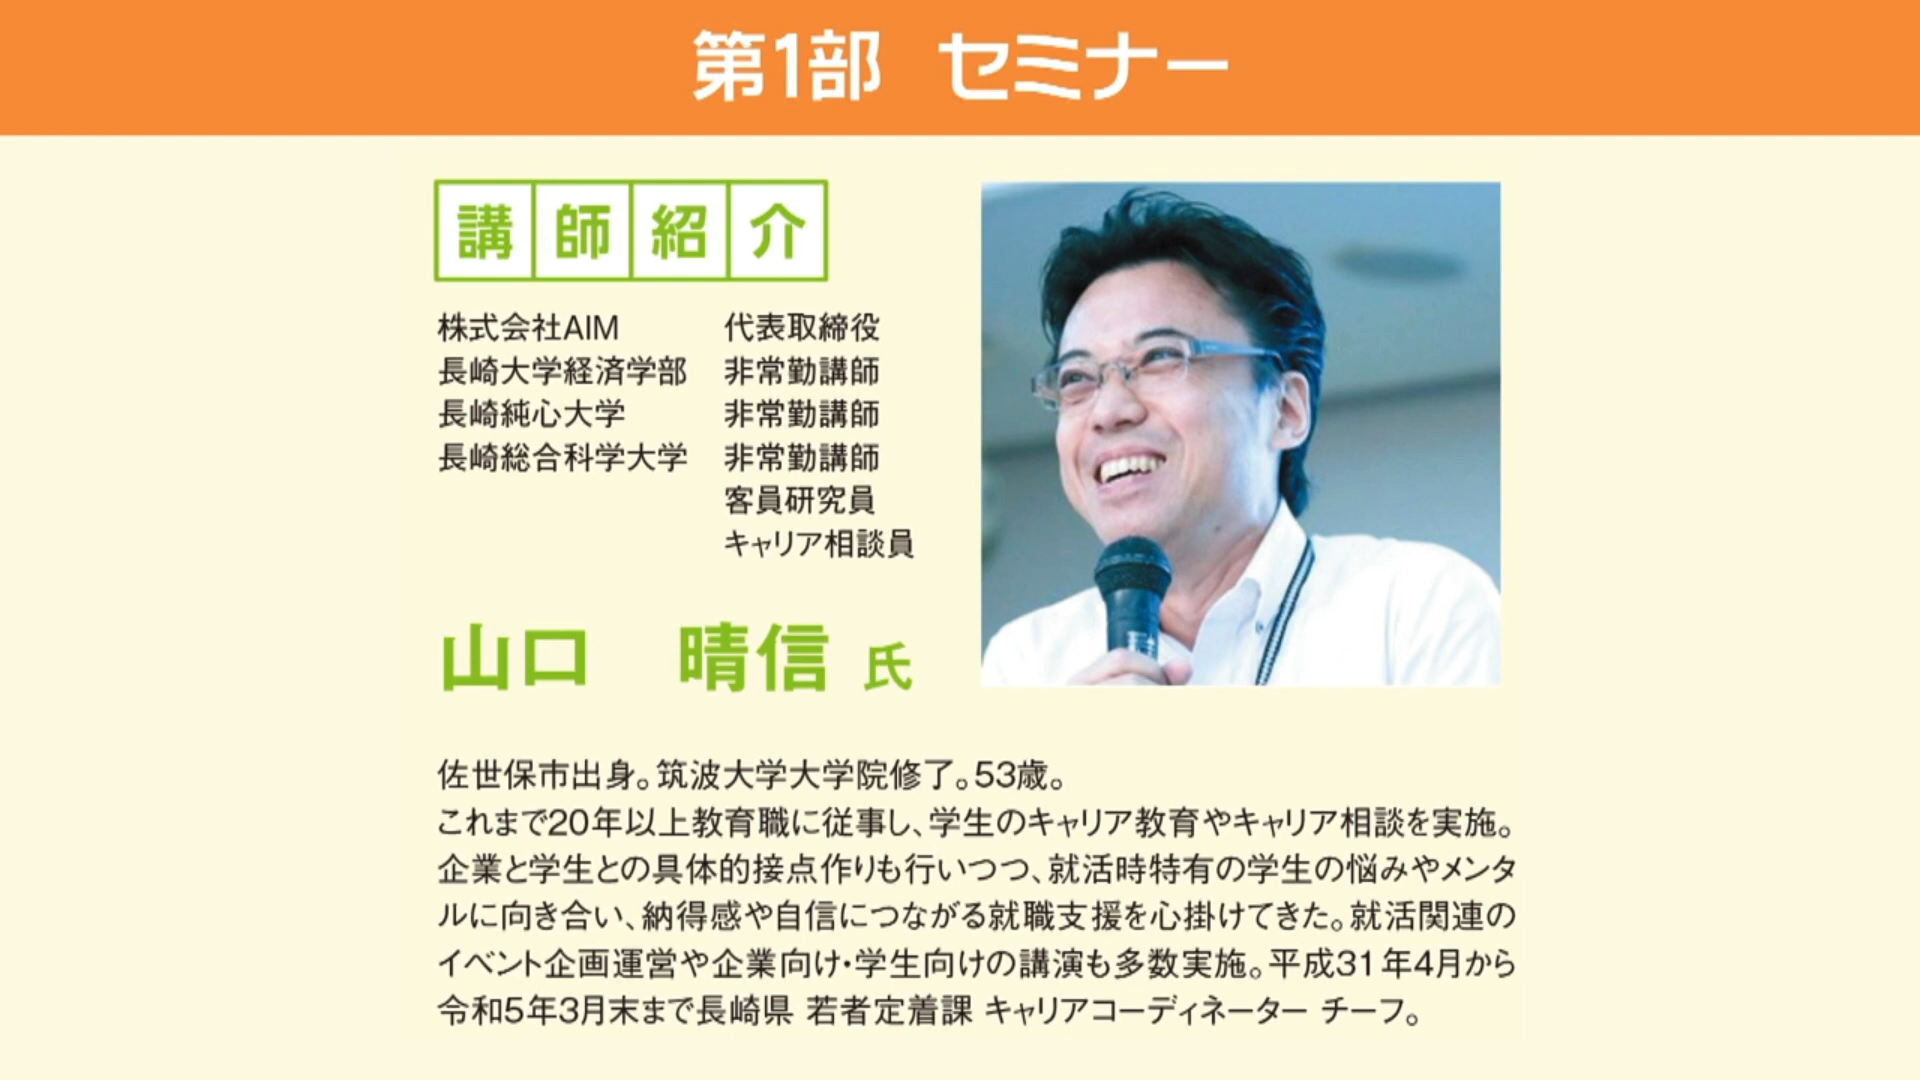 第1部 セミナー
講師紹介
株式会社AIM 代表取締役
長崎大学経済学部 非常勤講師
長崎純心大学 非常勤講師
長崎総合科学大学 非常勤講師
客員研究員
キャリア相談員
山口 晴信 氏
佐世保市出身。筑波大学大学院修了。53歳。
これまで20年以上教育職に従事し、学生のキャリア教育やキャリア相談を実施。
企業と学生との具体的接点作りも行いつつ、就活時特有の学生の悩みやメンタ
ルに向き合い、納得感や自信につながる就職支援を心掛けてきた。就活関連の
イベント企画運営や企業向け・学生向けの講演も多数実施。平成31年4月から
令和5年3月末まで長崎県 若者定着課 キャリアコーディネーター チーフ。